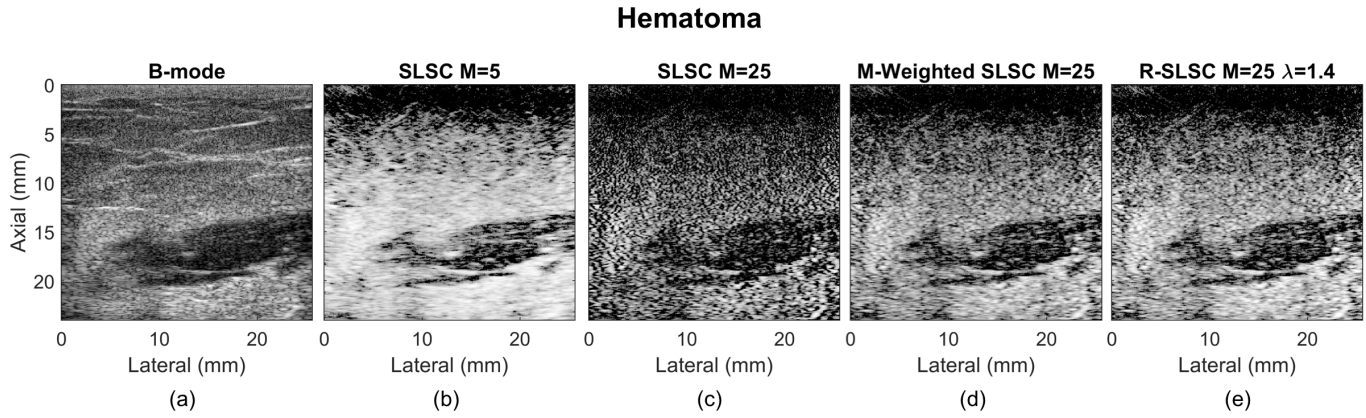 Hematoma
B-mode
SLSC M=5
SLSC M=25
M-Weighted SLSC M=25
R-SLSC M=25 λ=1.4
Axial (mm)
0
5
10
15
20
0 10 20
0 10 20
0 10 20
0 10 20
0 10 20
Lateral (mm)
Lateral (mm)
Lateral (mm)
Lateral (mm)
Lateral (mm)
(a)
(b)
(c)
(d)
(e)